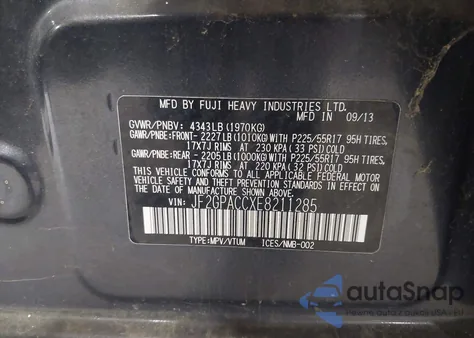 MFD BY FUJI HEAVY INDUSTRIES LTD.
MFD IN 09/13
GVWR/PNBV: 4343LB (1970KG)
GAWR/PNBE:FRONT- 2227LB (1010KG) WITH P225/55R17 95H TIRES,
17X7J RIMS AT 230 KPA (33 PSI) COLD
GAWR/PNBE:REAR - 2205LB (1000KG) WITH P225/55R17 95H TIRES,
17X7J RIMS AT 220 KPA (32 PSI) COLD
THIS VEHICLE CONFORMS TO ALL APPLICABLE
U.S. FEDERAL MOTOR VEHICLE SAFETY
STANDARDS IN EFFECT ON THE DATE
OF MANUFACTURE SHOWN ABOVE.
VIN: JF2GPACCXE8211285
TYPE:MPV/VTUM ICES/NMB-002
autoSnap